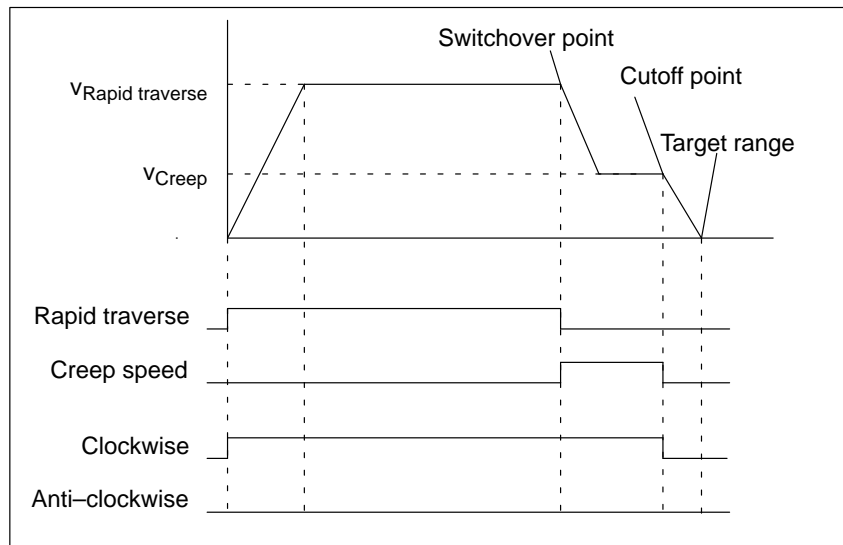 Switchover point
Cutoff point
vRapid traverse
Target range
vCreep
Rapid traverse
Creep speed
Clockwise
Anti–clockwise